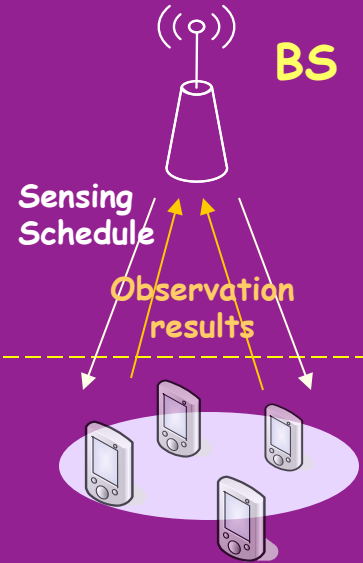 BS
Sensing
Schedule
Observation
results